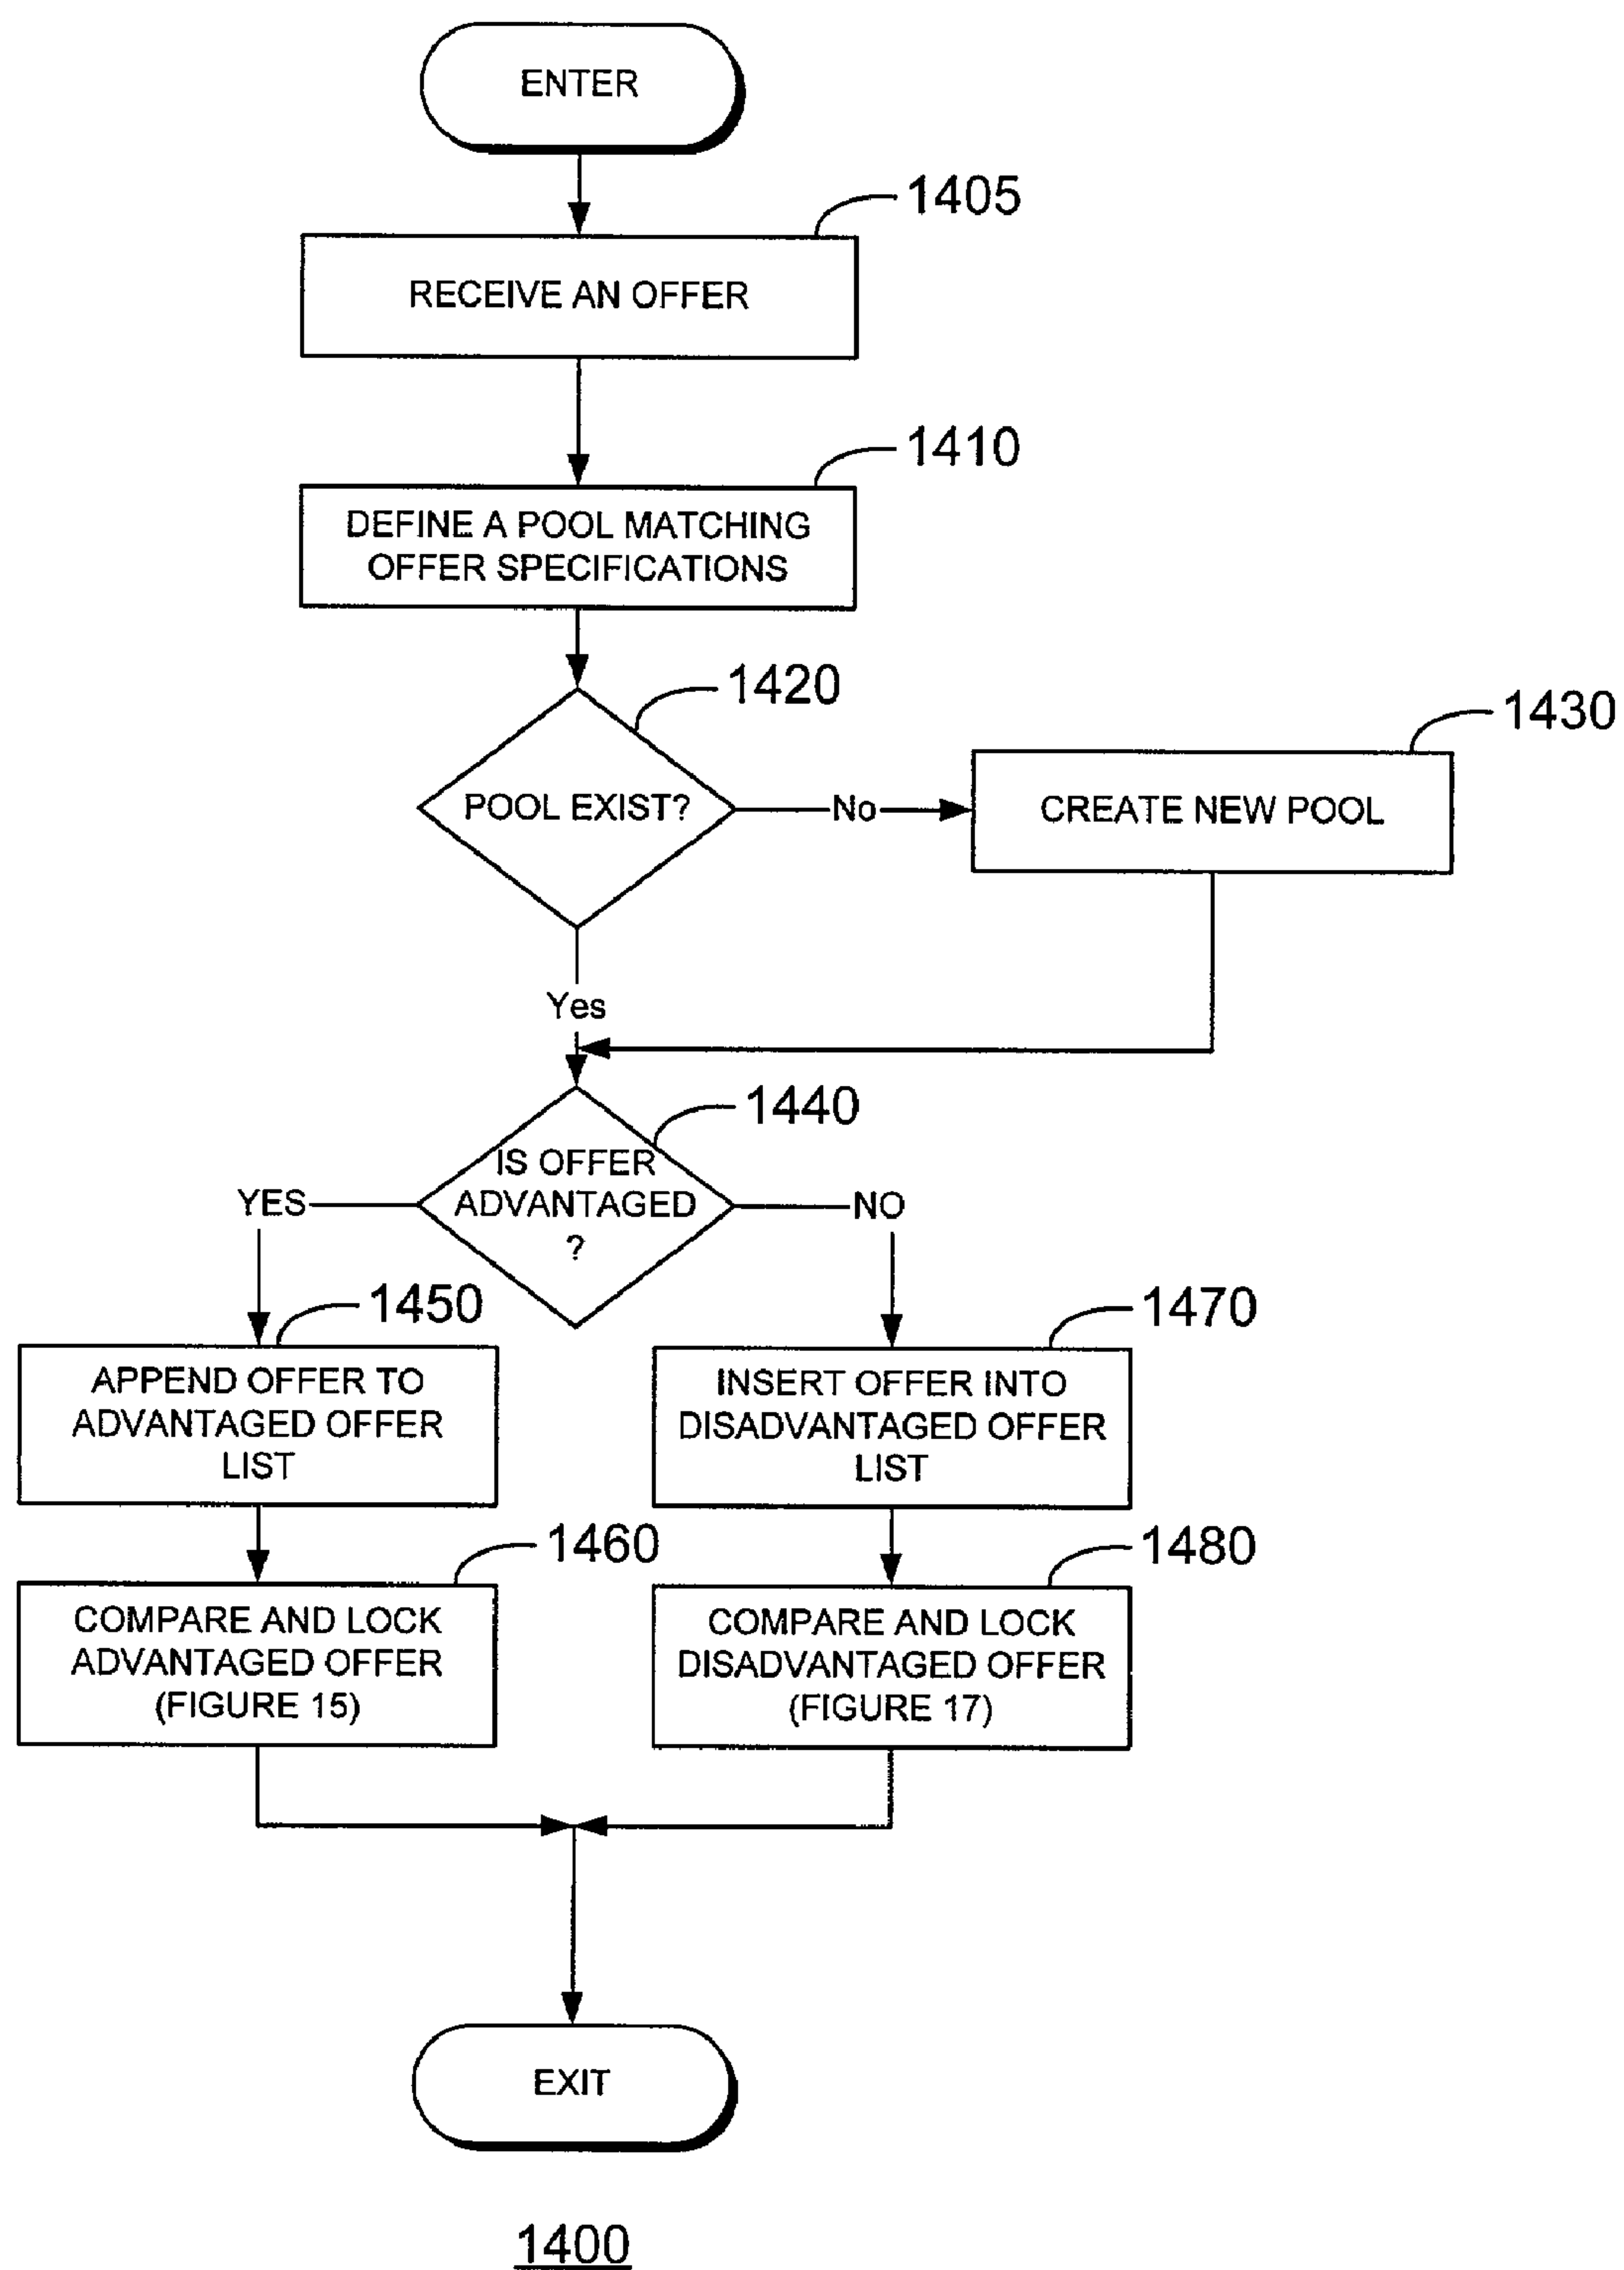 ENTER
1405
RECEIVE AN OFFER
1410
DEFINE A POOL MATCHING
OFFER SPECIFICATIONS
1420
1430
POOL EXIST?
No
CREATE NEW POOL
Yes
1440
IS OFFER
ADVANTAGED
?
YES
NO
1450
1470
APPEND OFFER TO
ADVANTAGED OFFER
LIST
INSERT OFFER INTO
DISADVANTAGED OFFER
LIST
1460
1480
COMPARE AND LOCK
ADVANTAGED OFFER
(FIGURE 15)
COMPARE AND LOCK
DISADVANTAGED OFFER
(FIGURE 17)
EXIT
1400